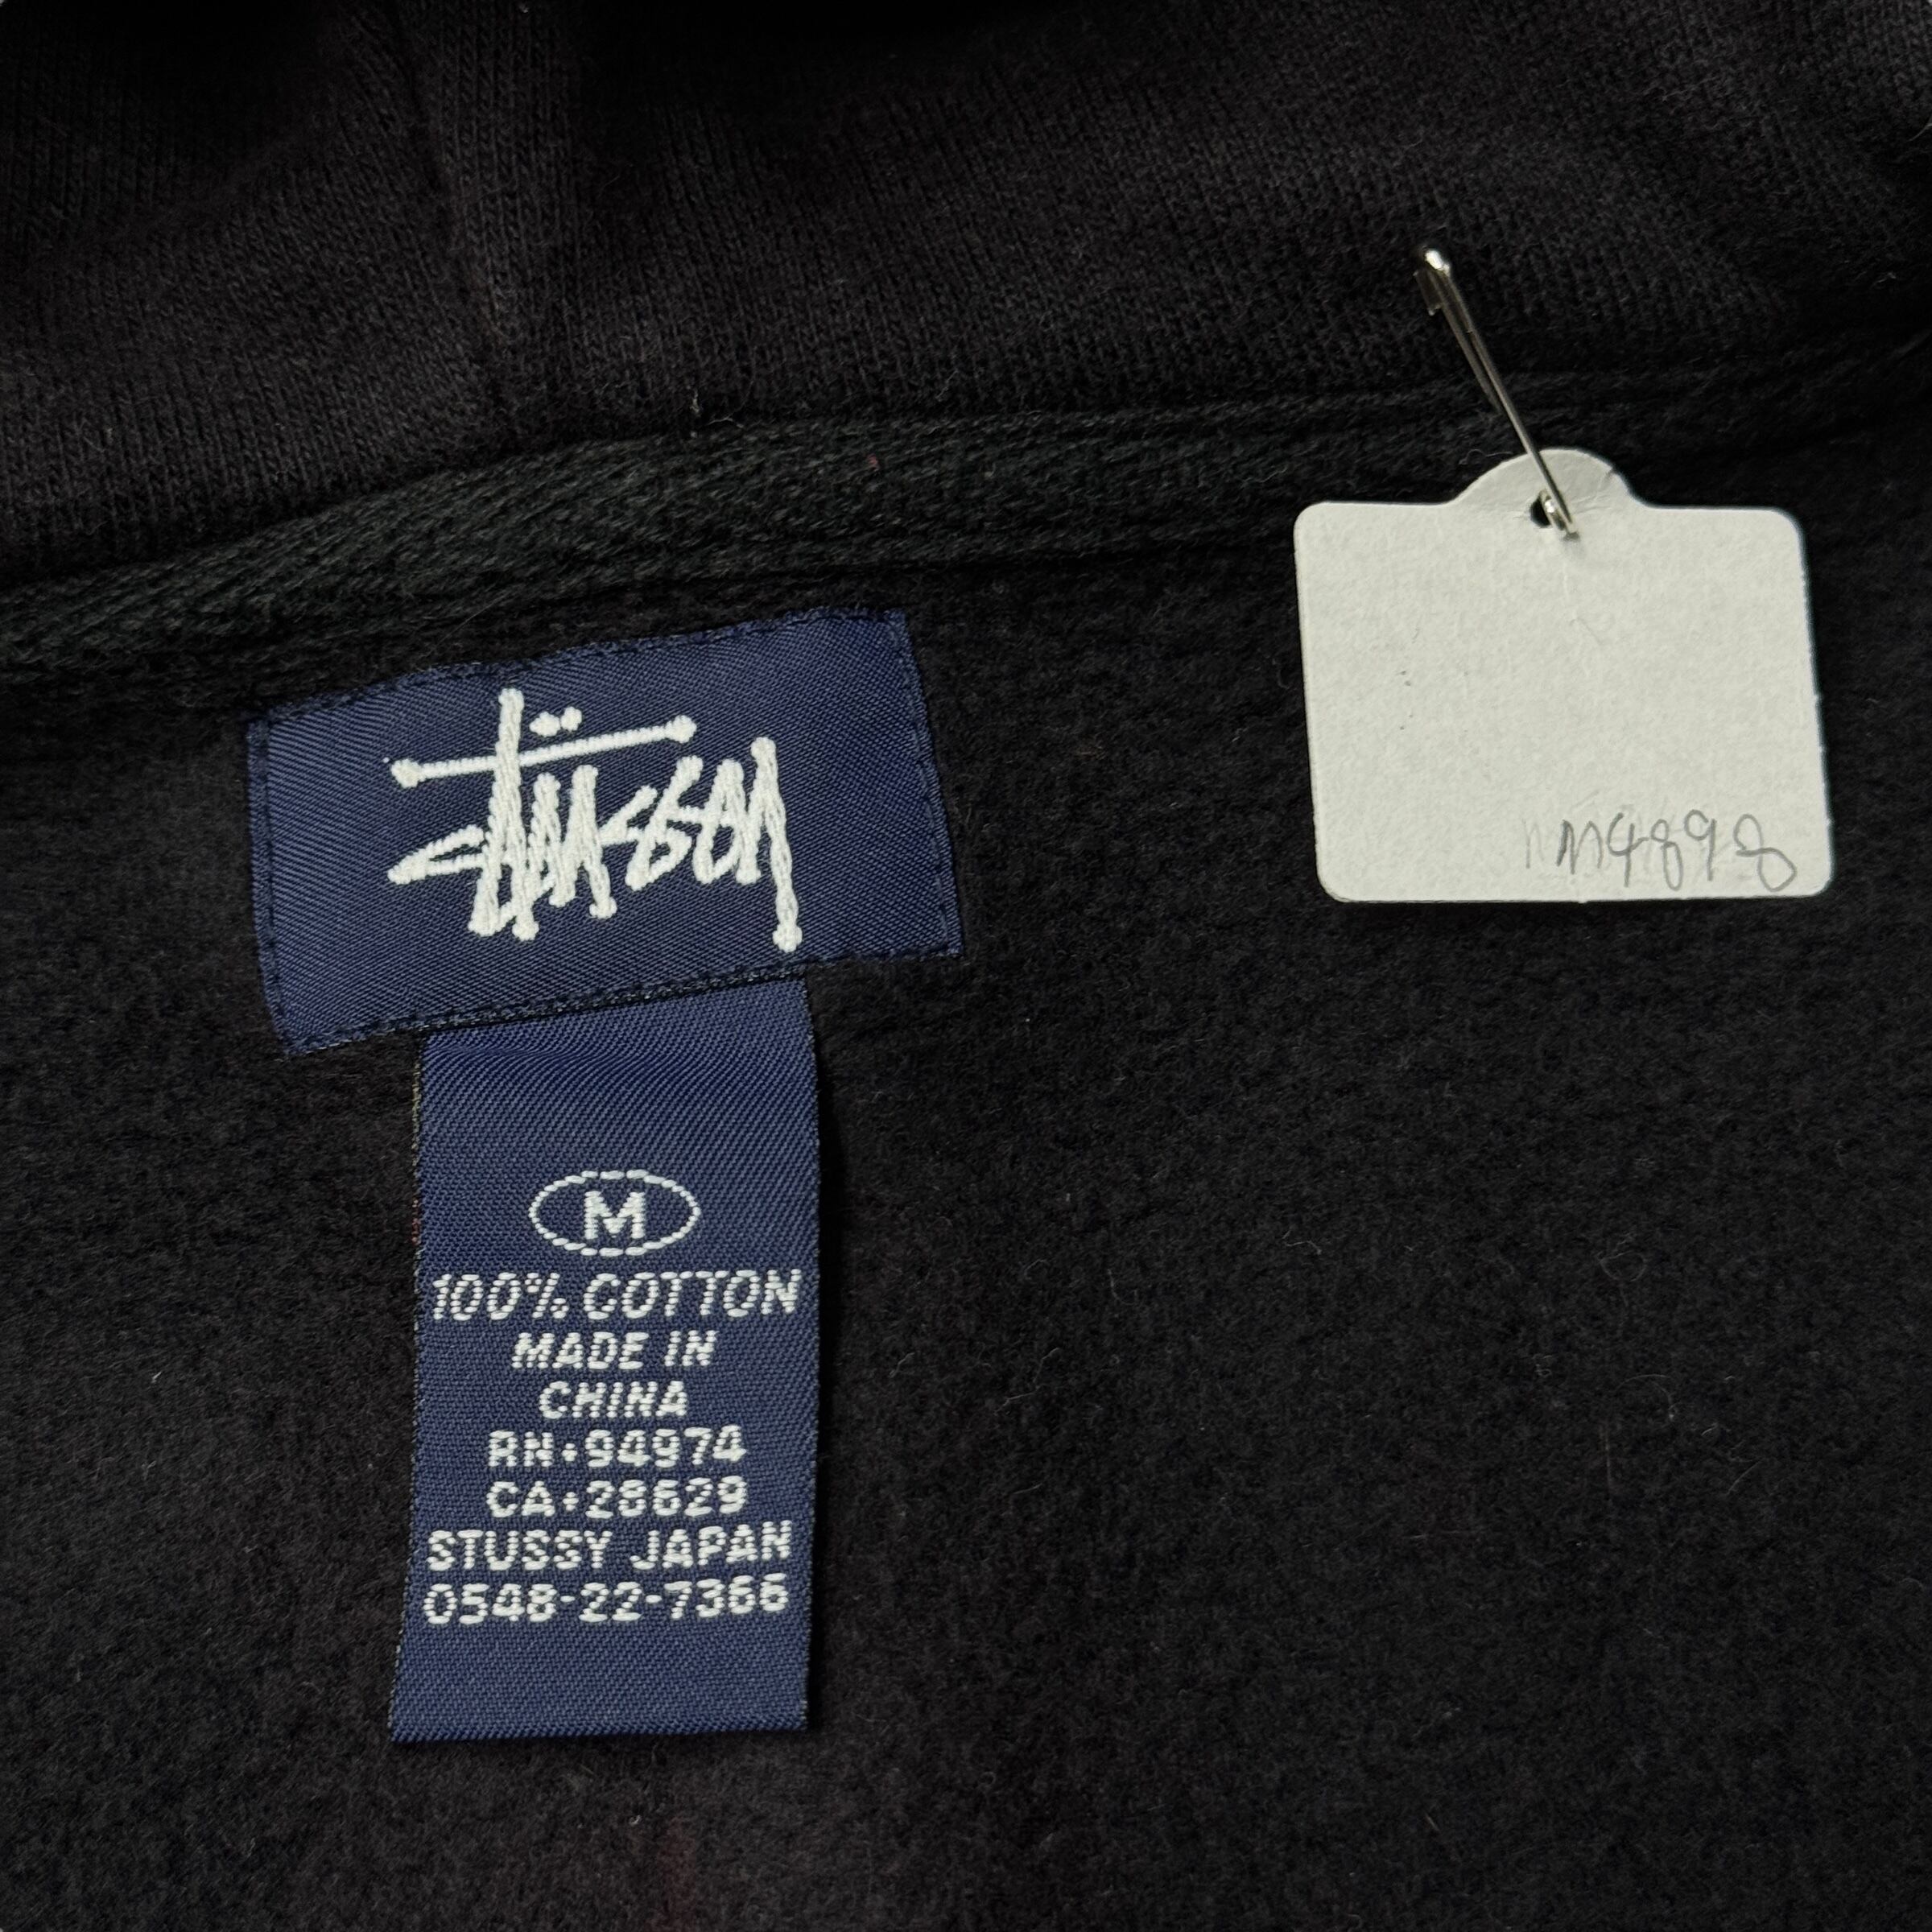 Stüssy
M
100% COTTON
MADE IN
CHINA
RN•94974
CA•28629
STUSSY JAPAN
0548-22-7366
M4898